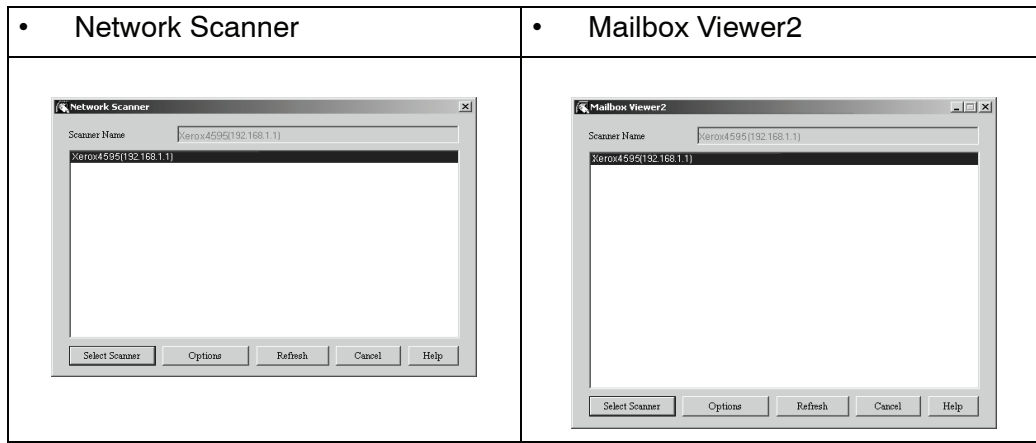 • Network Scanner
• Mailbox Viewer2
Network Scanner
Scanner Name Xerox4595(192.168.1.1)
Xerox4595(192.168.1.1)
Select Scanner Options Refresh Cancel Help
Mailbox Viewer2
Scanner Name Xerox4595(192.168.1.1)
Xerox4595(192.168.1.1)
Select Scanner Options Refresh Cancel Help